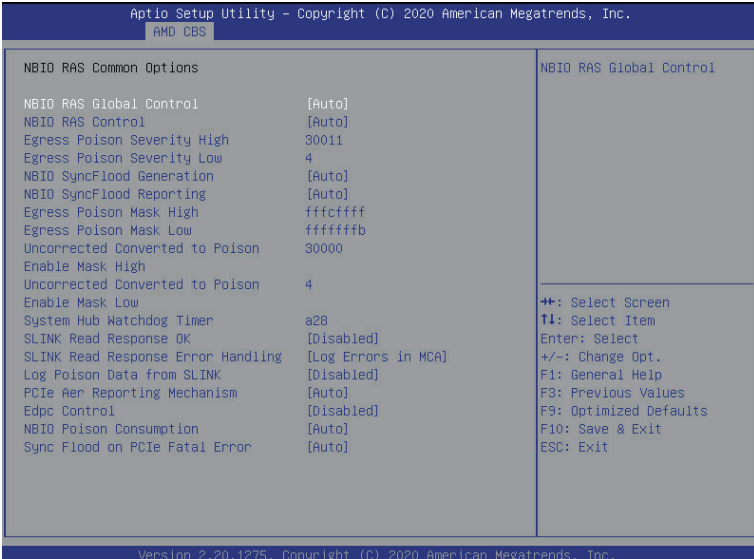 Aptio Setup Utility – Copyright (C) 2020 American Megatrends, Inc.
AMD CBS
NBIO RAS Common Options
NBIO RAS Global Control [Auto]
NBIO RAS Control [Auto]
Egress Poison Severity High 30011
Egress Poison Severity Low 4
NBIO SyncFlood Generation [Auto]
NBIO SyncFlood Reporting [Auto]
Egress Poison Mask High fffcffff
Egress Poison Mask Low fffffffb
Uncorrected Converted to Poison 30000
Enable Mask High
Uncorrected Converted to Poison 4
Enable Mask Low
System Hub Watchdog Timer a28
SLINK Read Response OK [Disabled]
SLINK Read Response Error Handling [Log Errors in MCA]
Log Poison Data from SLINK [Disabled]
PCIe Aer Reporting Mechanism [Auto]
Edpc Control [Disabled]
NBIO Poison Consumption [Auto]
Sync Flood on PCIe Fatal Error [Auto]
NBIO RAS Global Control
→←: Select Screen
↑↓: Select Item
Enter: Select
+/-: Change Opt.
F1: General Help
F3: Previous Values
F9: Optimized Defaults
F10: Save & Exit
ESC: Exit
Version 2.20.1275. Copyright (C) 2020 American Megatrends, Inc.